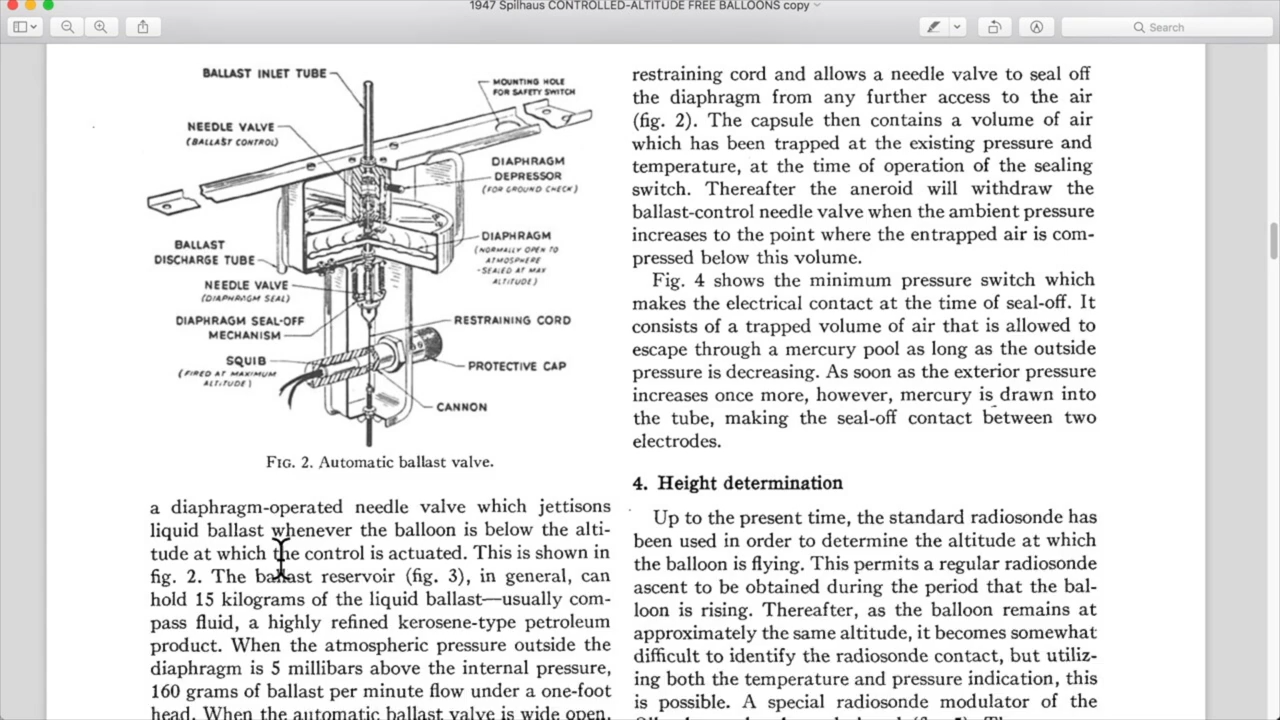 1947 Spilhaus CONTROLLED-ALTITUDE FREE BALLOONS copy
Search
BALLAST INLET TUBE
MOUNTING HOLE
FOR SAFETY SWITCH
NEEDLE VALVE
(BALLAST CONTROL)
DIAPHRAGM
DEPRESSOR
(FOR GROUND CHECK)
DIAPHRAGM
(NORMALLY OPEN TO
ATMOSPHERE
-SEALED AT MAX
ALTITUDE)
BALLAST
DISCHARGE TUBE
NEEDLE VALVE
(DIAPHRAGM SEAL)
DIAPHRAGM SEAL-OFF
MECHANISM
RESTRAINING CORD
SQUIB
(FIRED AT MAXIMUM
ALTITUDE)
PROTECTIVE CAP
CANNON
FIG. 2. Automatic ballast valve.
a diaphragm-operated needle valve which jettisons
liquid ballast whenever the balloon is below the alti-
tude at which the control is actuated. This is shown in
fig. 2. The ballast reservoir (fig. 3), in general, can
hold 15 kilograms of the liquid ballast—usually com-
pass fluid, a highly refined kerosene-type petroleum
product. When the atmospheric pressure outside the
diaphragm is 5 millibars above the internal pressure,
160 grams of ballast per minute flow under a one-foot
head. When the automatic ballast valve is wide open,
restraining cord and allows a needle valve to seal off
the diaphragm from any further access to the air
(fig. 2). The capsule then contains a volume of air
which has been trapped at the existing pressure and
temperature, at the time of operation of the sealing
switch. Thereafter the aneroid will withdraw the
ballast-control needle valve when the ambient pressure
increases to the point where the entrapped air is com-
pressed below this volume.
Fig. 4 shows the minimum pressure switch which
makes the electrical contact at the time of seal-off. It
consists of a trapped volume of air that is allowed to
escape through a mercury pool as long as the outside
pressure is decreasing. As soon as the exterior pressure
increases once more, however, mercury is drawn into
the tube, making the seal-off contact between two
electrodes.
4. Height determination
Up to the present time, the standard radiosonde has
been used in order to determine the altitude at which
the balloon is flying. This permits a regular radiosonde
ascent to be obtained during the period that the bal-
loon is rising. Thereafter, as the balloon remains at
approximately the same altitude, it becomes somewhat
difficult to identify the radiosonde contact, but utiliz-
ing both the temperature and pressure indication, this
is possible. A special radiosonde modulator of the